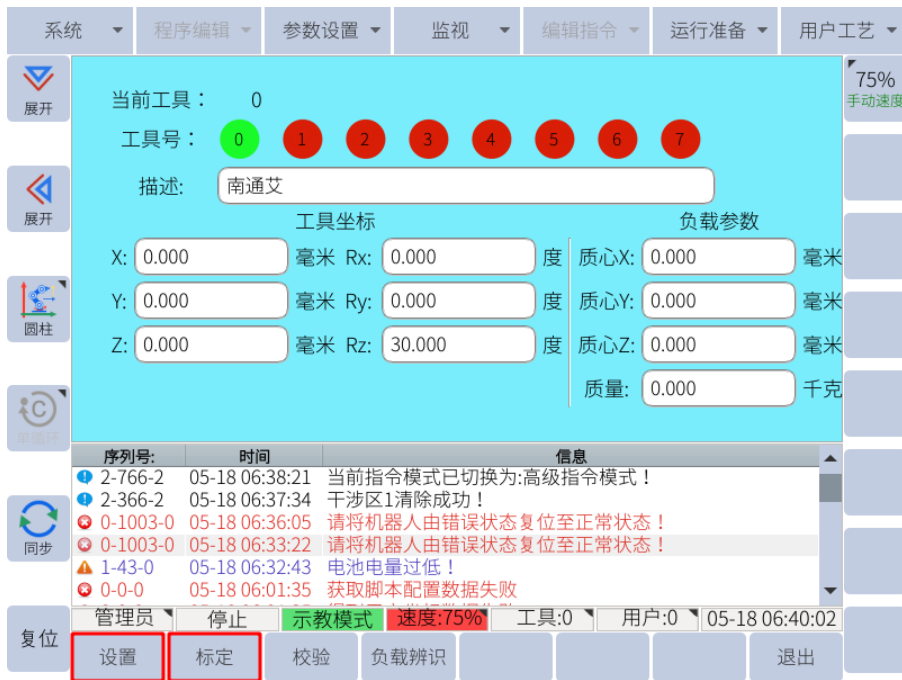 系统 程序编辑 参数设置 监视 编辑指令 运行准备 用户工艺
展开
75%
手动速度
当前工具： 0
工具号： 0 1 2 3 4 5 6 7
描述: 南通艾
展开
工具坐标 负载参数
X: 0.000 毫米 Rx: 0.000 度 质心X: 0.000 毫米
Y: 0.000 毫米 Ry: 0.000 度 质心Y: 0.000 毫米
圆柱
Z: 0.000 毫米 Rz: 30.000 度 质心Z: 0.000 毫米
质量: 0.000 千克
单循环
序列号: 时间 信息
2-766-2 05-18 06:38:21 当前指令模式已切换为:高级指令模式！
2-366-2 05-18 06:37:34 干涉区1清除成功！
0-1003-0 05-18 06:36:05 请将机器人由错误状态复位至正常状态！
0-1003-0 05-18 06:33:22 请将机器人由错误状态复位至正常状态！
同步
1-43-0 05-18 06:32:43 电池电量过低！
0-0-0 05-18 06:01:35 获取脚本配置数据失败
管理员 停止 示教模式 速度:75% 工具:0 用户:0 05-18 06:40:02
复位
设置 标定 校验 负载辨识 退出